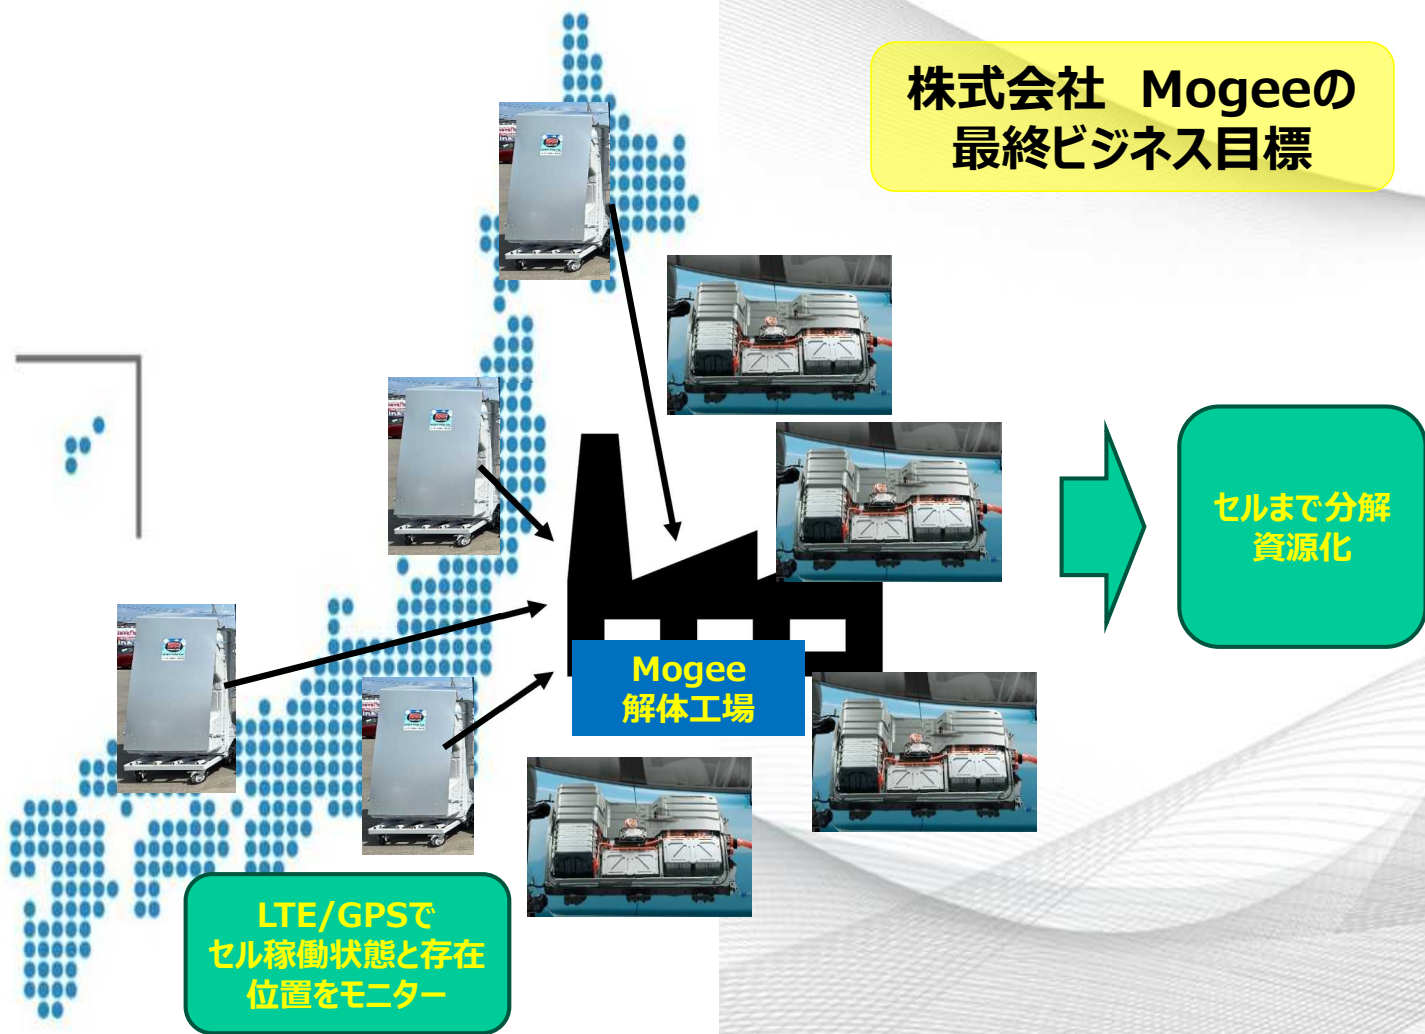 株式会社 Mogeeの
最終ビジネス目標
セルまで分解
資源化
Mogee
解体工場
LTE/GPSで
セル稼働状態と存在
位置をモニター